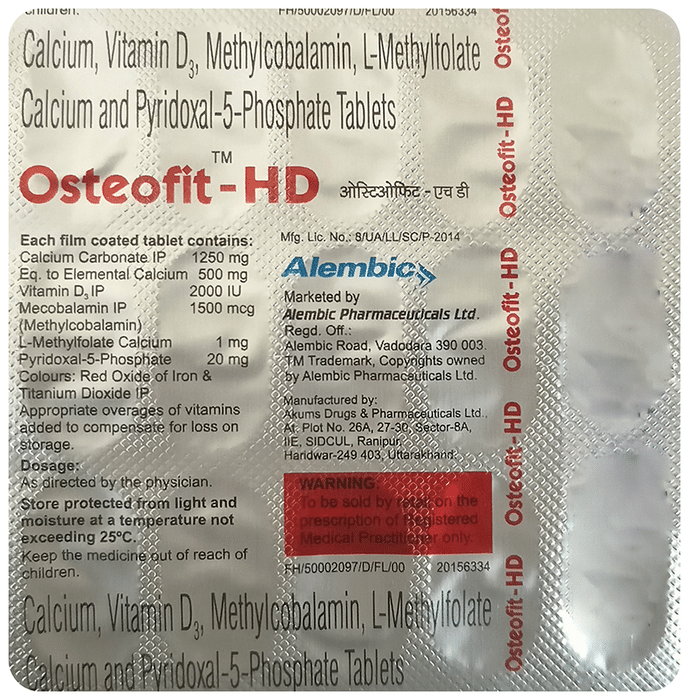 children.
FH/50002097/D/FL/00 20156334
Calcium, Vitamin D3, Methylcobalamin, L-Methylfolate
Calcium and Pyridoxal-5-Phosphate Tablets
Osteofit-HD™
ओस्टिओफिट - एच डी
Each film coated tablet contains:
Calcium Carbonate IP 1250 mg
Eq. to Elemental Calcium 500 mg
Vitamin D3 IP 2000 IU
Mecobalamin IP 1500 mcg
(Methylcobalamin)
L-Methylfolate Calcium 1 mg
Pyridoxal-5-Phosphate 20 mg
Colours: Red Oxide of Iron &
Titanium Dioxide IP
Appropriate overages of vitamins
added to compensate for loss on
storage.
Dosage:
As directed by the physician.
Store protected from light and
moisture at a temperature not
exceeding 25ºC.
Keep the medicine out of reach of
children.
Mfg. Lic. No.: 8/UA/LL/SC/P-2014
Alembic
Marketed by
Alembic Pharmaceuticals Ltd.
Regd. Off.:
Alembic Road, Vadodara 390 003.
TM Trademark, Copyrights owned
by Alembic Pharmaceuticals Ltd.
Manufactured by:
Akums Drugs & Pharmaceuticals Ltd.,
At. Plot No. 26A, 27-30, Sector-8A,
IIE, SIDCUL, Ranipur,
Haridwar-249 403, Uttarakhand.
WARNING:
To be sold by retail on the
prescription of Registered
Medical Practitioner only.
FH/50002097/D/FL/00 20156334
Calcium, Vitamin D3, Methylcobalamin, L-Methylfolate
Calcium and Pyridoxal-5-Phosphate Tablets
Osteofit
Osteofit-HD
Osteofit-HD
Osteofit-HD
Osteofit-HD